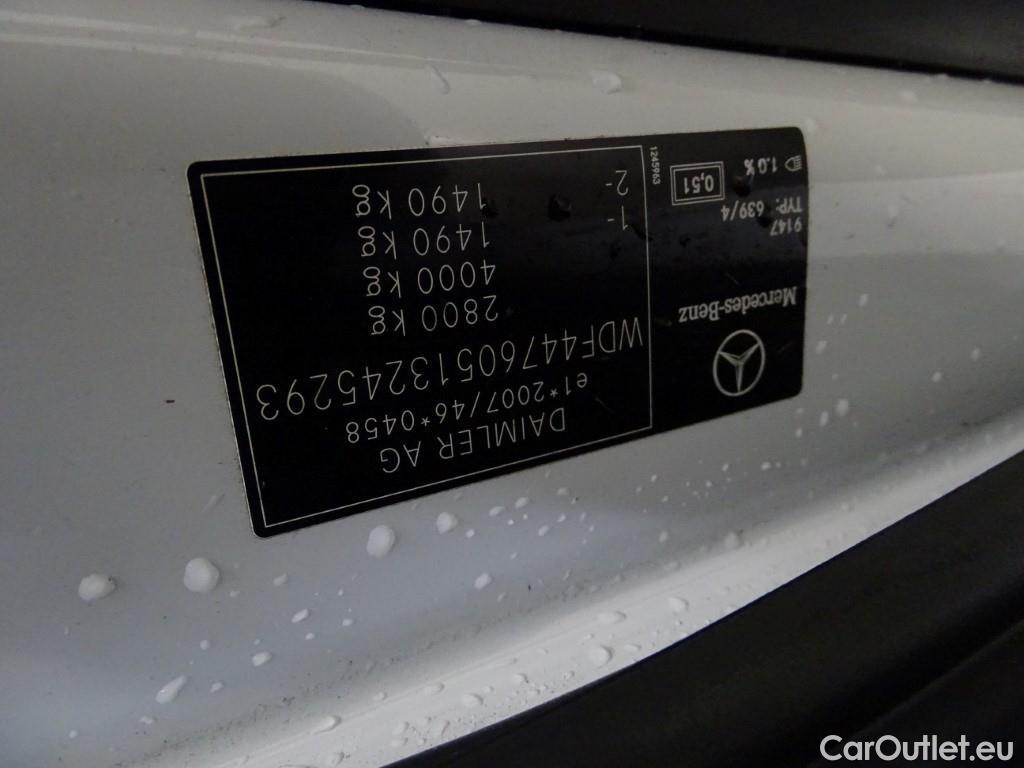 Mercedes-Benz
9147
TYP: 639/4
0,51
1.0%
1245963
DAIMLER AG
e1*2007/46*0458
WDF44760513245293
2800 kg
4000 kg
1- 1490 kg
2- 1490 kg
CarOutlet.eu